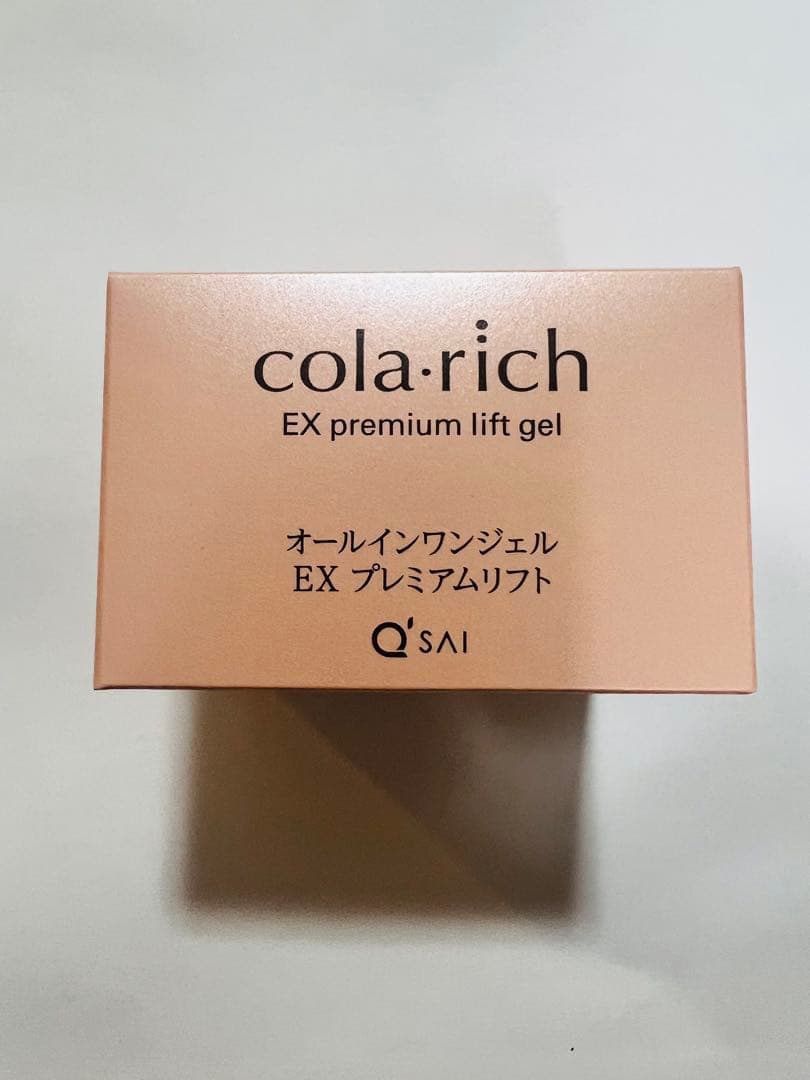 cola·rich
EX premium lift gel
オールインワンジェル
EX プレミアムリフト
Q'SAI